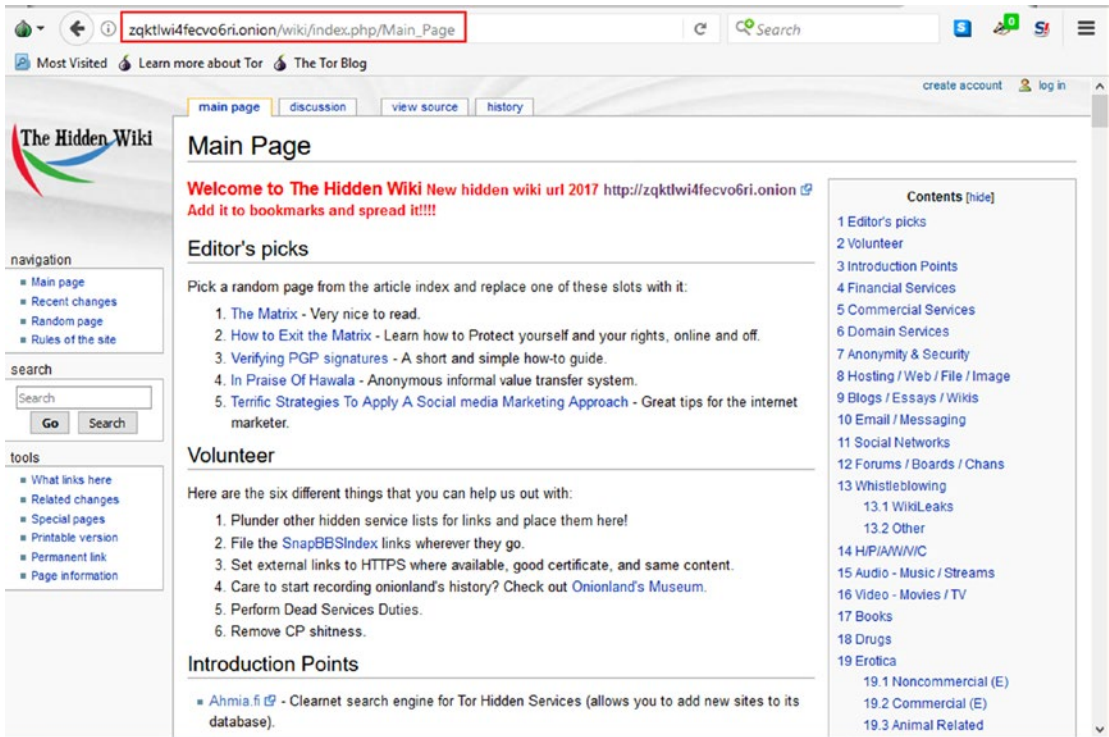 zqktlwi4fecvo6ri.onion/wiki/index.php/Main_Page
Search
Most Visited Learn more about Tor The Tor Blog
create account log in
main page discussion view source history
The Hidden Wiki
Main Page
Welcome to The Hidden Wiki New hidden wiki url 2017 http://zqktlwi4fecvo6ri.onion
Add it to bookmarks and spread it!!!!
Editor's picks
Pick a random page from the article index and replace one of these slots with it:
1. The Matrix - Very nice to read.
2. How to Exit the Matrix - Learn how to Protect yourself and your rights, online and off.
3. Verifying PGP signatures - A short and simple how-to guide.
4. In Praise Of Hawala - Anonymous informal value transfer system.
5. Terrific Strategies To Apply A Social media Marketing Approach - Great tips for the internet
marketer.
Volunteer
Here are the six different things that you can help us out with:
1. Plunder other hidden service lists for links and place them here!
2. File the SnapBBSIndex links wherever they go.
3. Set external links to HTTPS where available, good certificate, and same content.
4. Care to start recording onionland's history? Check out Onionland's Museum.
5. Perform Dead Services Duties.
6. Remove CP shitness.
Introduction Points
Ahmia.fi - Clearnet search engine for Tor Hidden Services (allows you to add new sites to its
database).
navigation
Main page
Recent changes
Random page
Rules of the site
search
Search
Go Search
tools
What links here
Related changes
Special pages
Printable version
Permanent link
Page information
Contents [hide]
1 Editor's picks
2 Volunteer
3 Introduction Points
4 Financial Services
5 Commercial Services
6 Domain Services
7 Anonymity & Security
8 Hosting / Web / File / Image
9 Blogs / Essays / Wikis
10 Email / Messaging
11 Social Networks
12 Forums / Boards / Chans
13 Whistleblowing
13.1 WikiLeaks
13.2 Other
14 H/P/A/W/V/C
15 Audio - Music / Streams
16 Video - Movies / TV
17 Books
18 Drugs
19 Erotica
19.1 Noncommercial (E)
19.2 Commercial (E)
19.3 Animal Related
0
S
S!